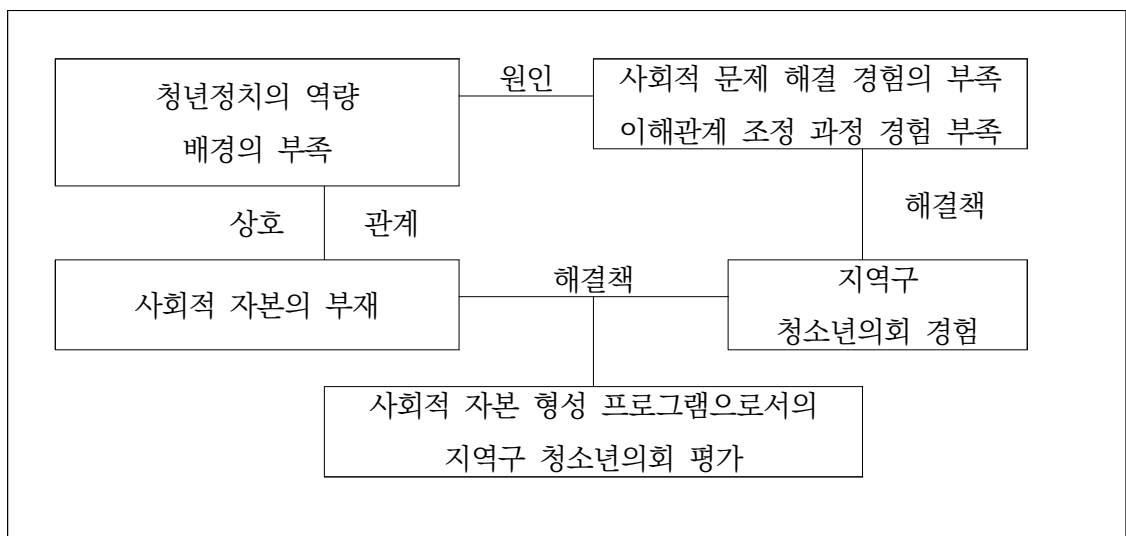 청년정치의 역량
배경의 부족
원인
사회적 문제 해결 경험의 부족
이해관계 조정 과정 경험 부족
상호 관계
해결책
사회적 자본의 부재
해결책
지역구
청소년의회 경험
사회적 자본 형성 프로그램으로서의
지역구 청소년의회 평가